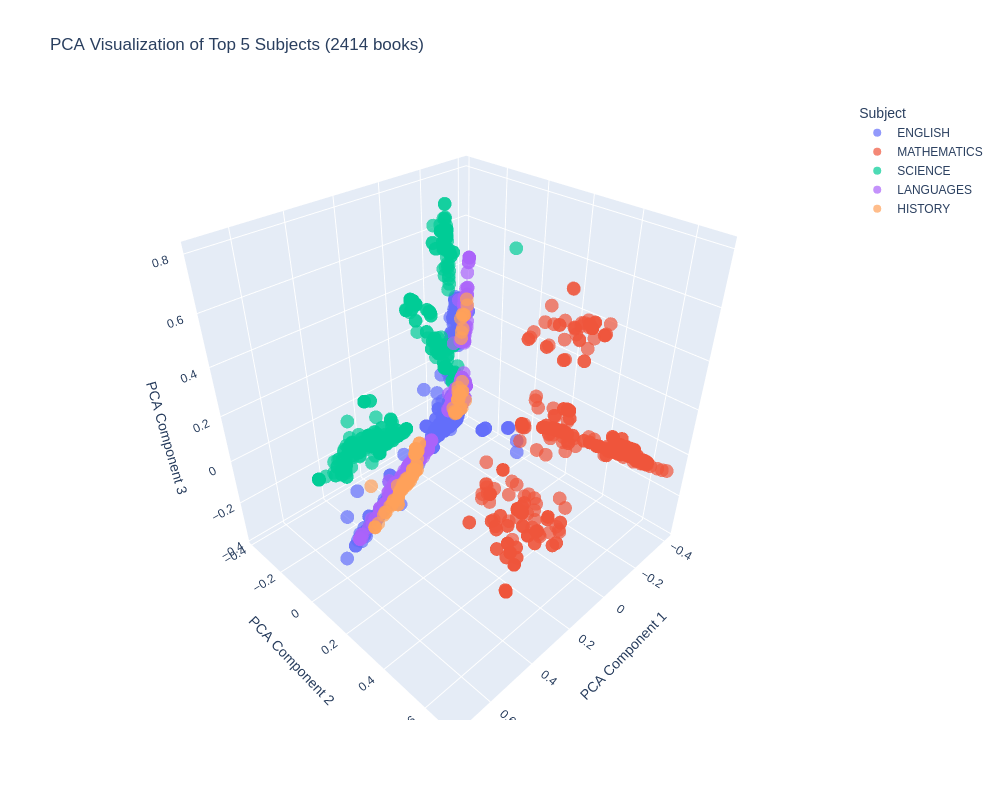 PCA Visualization of Top 5 Subjects (2414 books)
Subject
ENGLISH
MATHEMATICS
SCIENCE
LANGUAGES
HISTORY
0.8
0.6
0.4
0.2
0
−0.2
−0.4
PCA Component 3
−0.4
−0.2
0
0.2
0.4
PCA Component 2
−0.4
−0.2
0
0.2
0.4
PCA Component 1